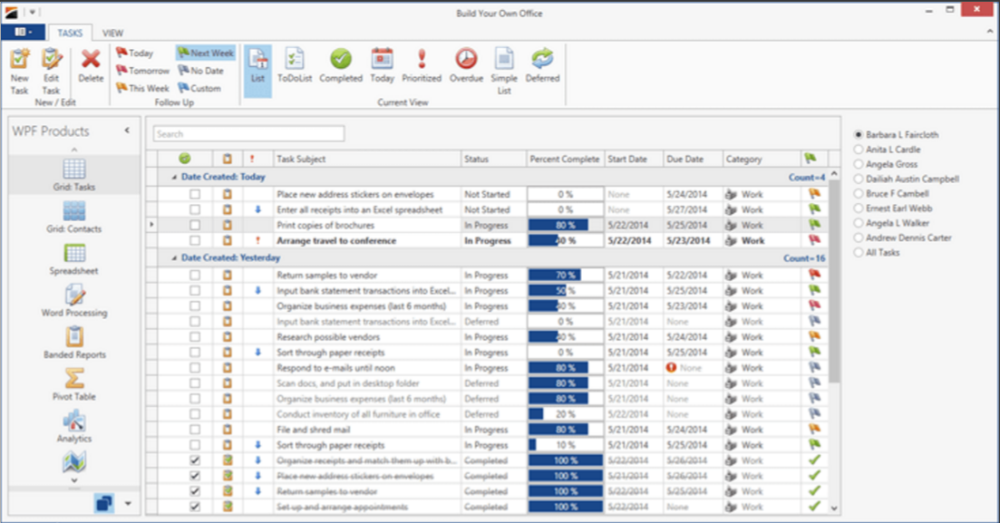 Build Your Own Office
TASKS VIEW
New Task
Edit Task
Delete
New / Edit
Today
Tomorrow
This Week
Next Week
No Date
Custom
Follow Up
List
ToDoList
Completed
Today
Prioritized
Overdue
Simple List
Deferred
Current View
WPF Products
Grid: Tasks
Grid: Contacts
Spreadsheet
Word Processing
Banded Reports
Pivot Table
Analytics
Search
! Task Subject Status Percent Complete Start Date Due Date Category
Date Created: Today Count=4
Place new address stickers on envelopes Not Started 0 % None 5/24/2014 Work
Enter all receipts into an Excel spreadsheet Not Started 0 % None 5/27/2014 Work
Print copies of brochures In Progress 80 % 5/22/2014 5/25/2014 Work
! Arrange travel to conference In Progress 40 % 5/22/2014 5/23/2014 Work
Date Created: Yesterday Count=16
Return samples to vendor In Progress 70 % 5/21/2014 5/22/2014 Work
Input bank statement transactions into Excel... In Progress 50 % 5/21/2014 5/25/2014 Work
Organize business expenses (last 6 months) In Progress 40 % 5/21/2014 5/23/2014 Work
Input bank statement transactions into Excel... Deferred 0 % 5/21/2014 None Work
Research possible vendors In Progress 40 % 5/21/2014 5/24/2014 Work
Sort through paper receipts In Progress 0 % 5/21/2014 5/25/2014 Work
Respond to e-mails until noon In Progress 80 % 5/21/2014 None Work
Scan docs, and put in desktop folder Deferred 80 % 5/21/2014 None Work
Organize business expenses (last 6 months) Deferred 80 % 5/21/2014 None Work
Conduct inventory of all furniture in office Deferred 20 % 5/22/2014 None Work
File and shred mail In Progress 80 % 5/21/2014 5/24/2014 Work
Sort through paper receipts In Progress 10 % 5/21/2014 5/25/2014 Work
Organize receipts and match them up with b... Completed 100 % 5/22/2014 5/26/2014 Work
Place new address stickers on envelopes Completed 100 % 5/21/2014 5/26/2014 Work
Return samples to vendor Completed 100 % 5/22/2014 5/25/2014 Work
Set up and arrange appointments Completed 100 % 5/22/2014 None Work
Barbara L Faircloth
Anita L Cardle
Angela Gross
Dailiah Austin Campbell
Bruce F Cambell
Ernest Earl Webb
Angela L Walker
Andrew Dennis Carter
All Tasks